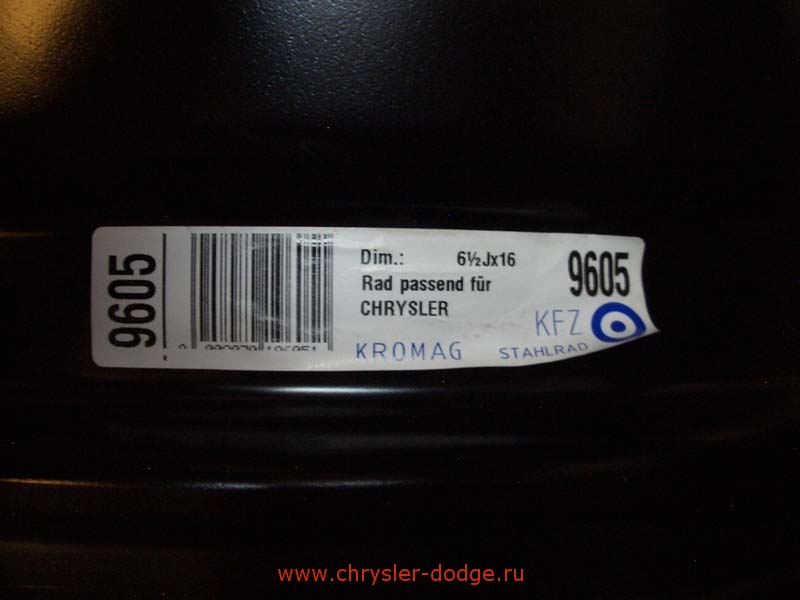 9605
Dim.: 6½Jx16
Rad passend für
CHRYSLER
9605
KFZ
KROMAG STAHLRAD
www.chrysler-dodge.ru